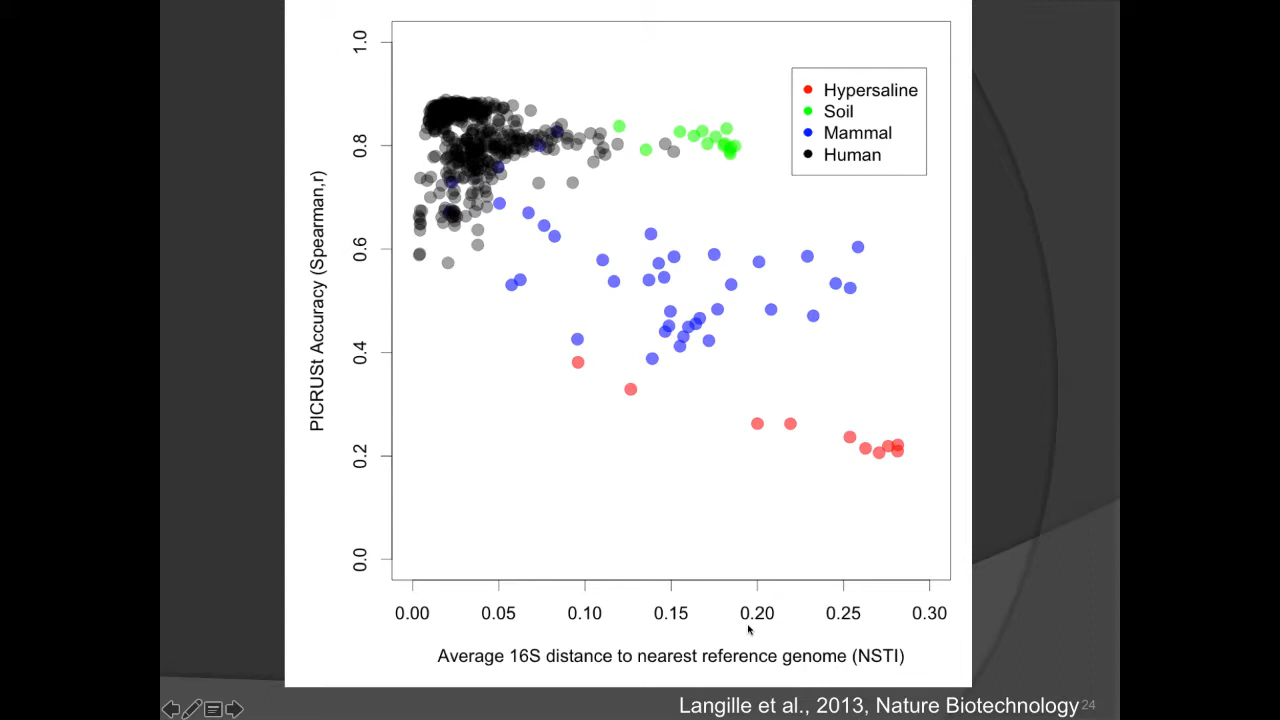 Hypersaline
Soil
Mammal
Human
PICRUSt Accuracy (Spearman,r)
1.0
0.8
0.6
0.4
0.2
0.0
0.00 0.05 0.10 0.15 0.20 0.25 0.30
Average 16S distance to nearest reference genome (NSTI)
Langille et al., 2013, Nature Biotechnology
24